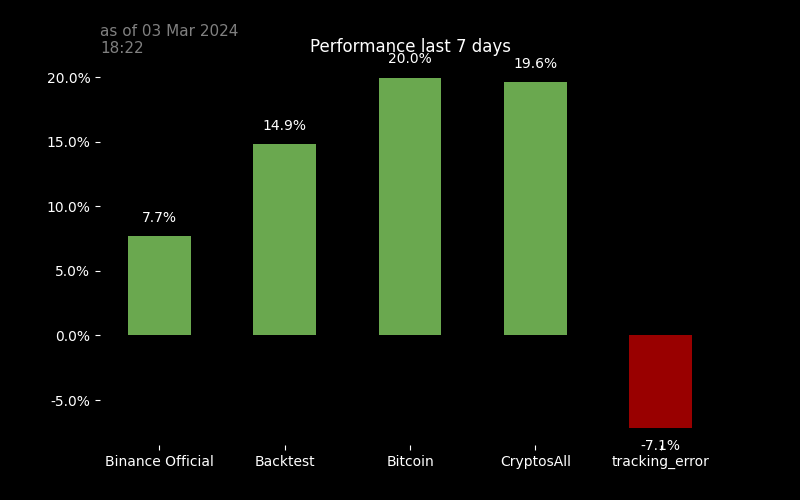 as of 03 Mar 2024
18:22
Performance last 7 days
20.0%
15.0%
10.0%
5.0%
0.0%
-5.0%
7.7%
14.9%
20.0%
19.6%
-7.1%
Binance Official
Backtest
Bitcoin
CryptosAll
tracking_error